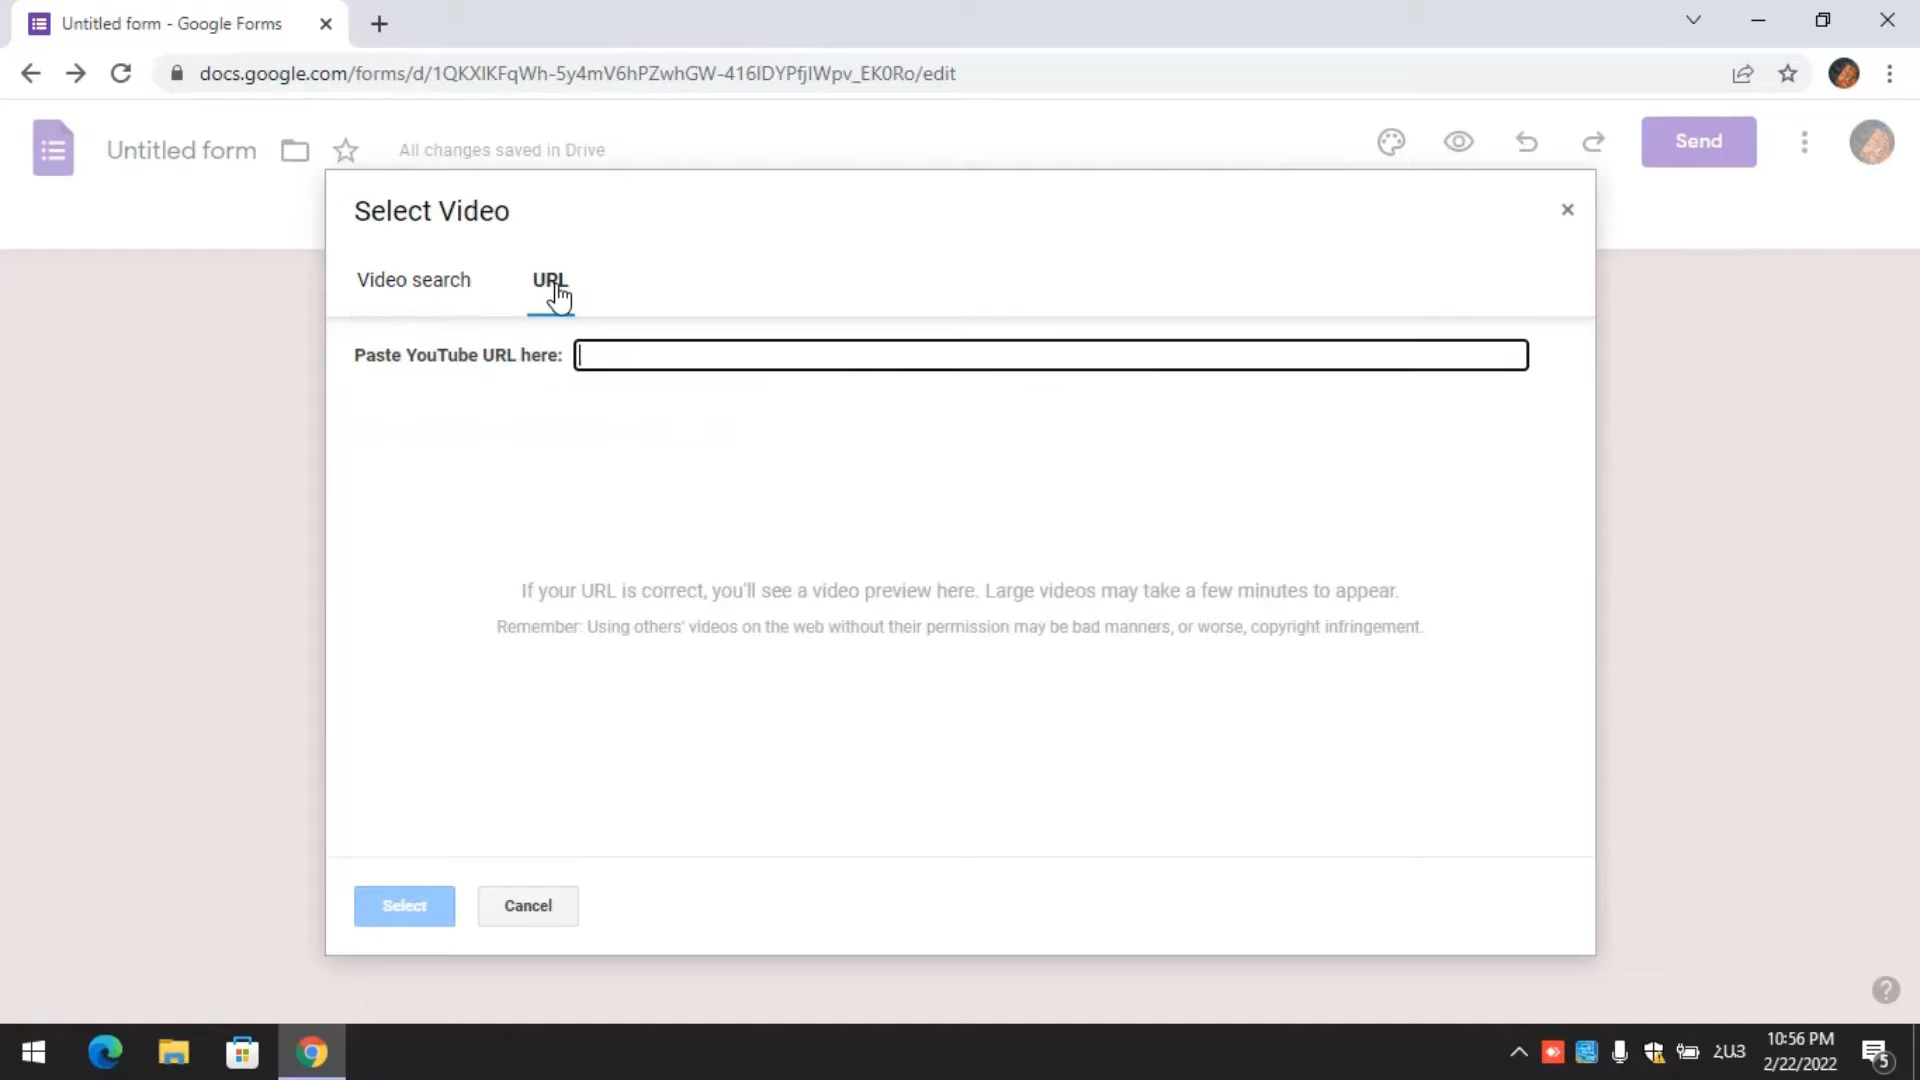 Untitled form - Google Forms
docs.google.com/forms/d/1QKXIKFqWh-5y4mV6hPZwhGW-416IDYPfjIWpv_EK0Ro/edit
Untitled form
All changes saved in Drive
Send
Select Video
Video search
URL
Paste YouTube URL here:
If your URL is correct, you'll see a video preview here. Large videos may take a few minutes to appear.
Remember: Using others' videos on the web without their permission may be bad manners, or worse, copyright infringement.
Select
Cancel
ՀԱՅ
10:56 PM
2/22/2022
5